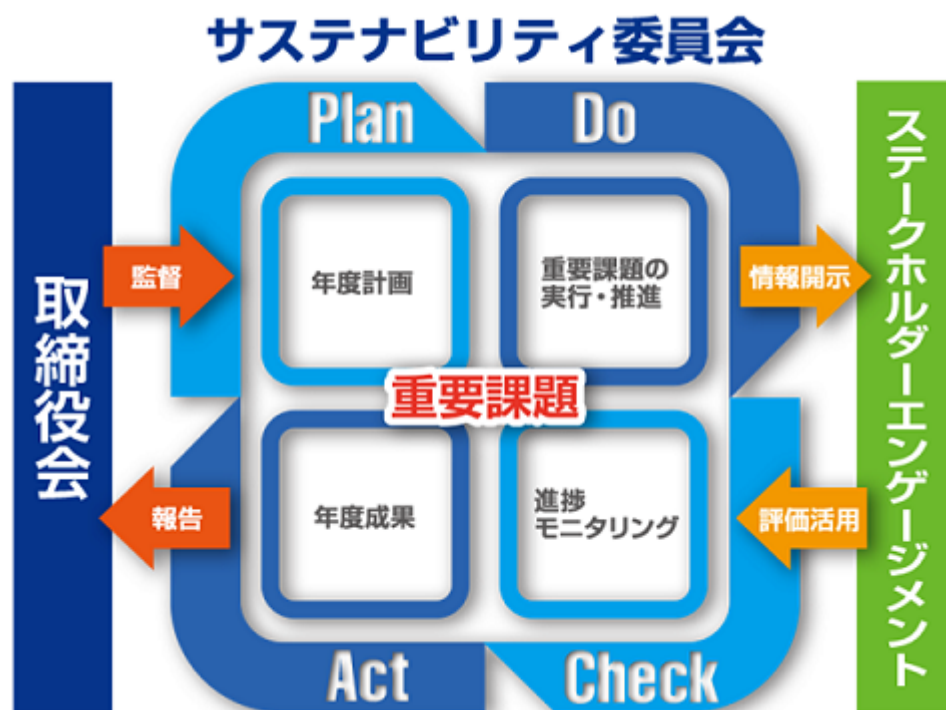 サステナビリティ委員会
Plan
Do
取締役会
監督
年度計画
重要課題の
実行・推進
情報開示
ステークホルダーエンゲージメント
重要課題
報告
年度成果
進捗
モニタリング
評価活用
Act
Check